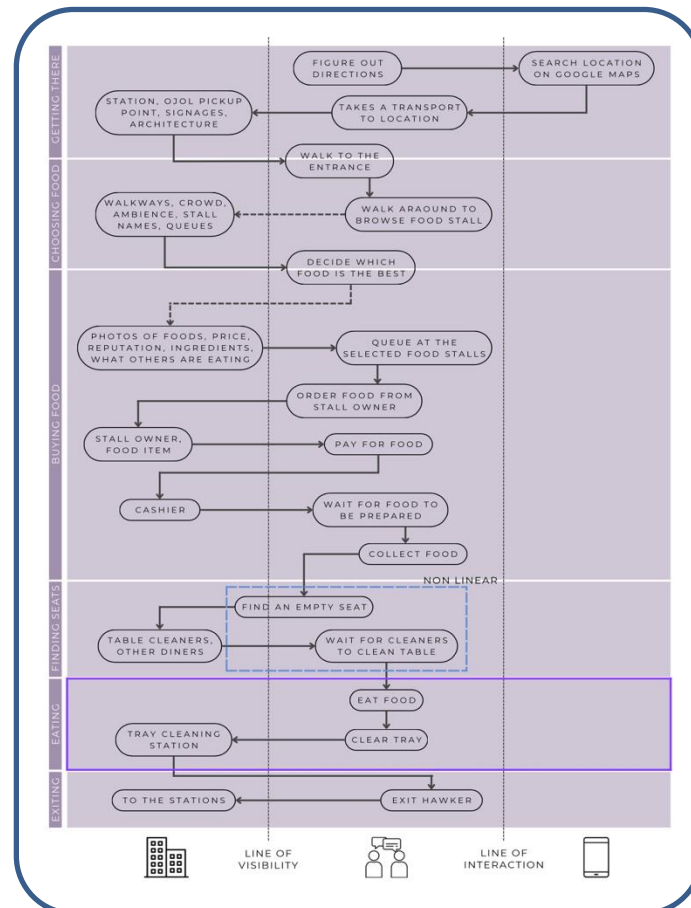 GETTING THERE
FIGURE OUT
DIRECTIONS
SEARCH LOCATION
ON GOOGLE MAPS
STATION, OJOL PICKUP
POINT, SIGNAGES,
ARCHITECTURE
TAKES A TRANSPORT
TO LOCATION
WALK TO THE
ENTRANCE
CHOOSING FOOD
WALKWAYS, CROWD,
AMBIENCE, STALL
NAMES, QUEUES
WALK ARAOUND TO
BROWSE FOOD STALL
DECIDE WHICH
FOOD IS THE BEST
BUYING FOOD
PHOTOS OF FOODS, PRICE,
REPUTATION, INGREDIENTS,
WHAT OTHERS ARE EATING
QUEUE AT THE
SELECTED FOOD STALLS
ORDER FOOD FROM
STALL OWNER
STALL OWNER,
FOOD ITEM
PAY FOR FOOD
CASHIER
WAIT FOR FOOD TO
BE PREPARED
COLLECT FOOD
FINDING SEATS
NON LINEAR
FIND AN EMPTY SEAT
TABLE CLEANERS,
OTHER DINERS
WAIT FOR CLEANERS
TO CLEAN TABLE
EATING
EAT FOOD
TRAY CLEANING
STATION
CLEAR TRAY
EXITING
TO THE STATIONS
EXIT HAWKER
LINE OF
VISIBILITY
LINE OF
INTERACTION